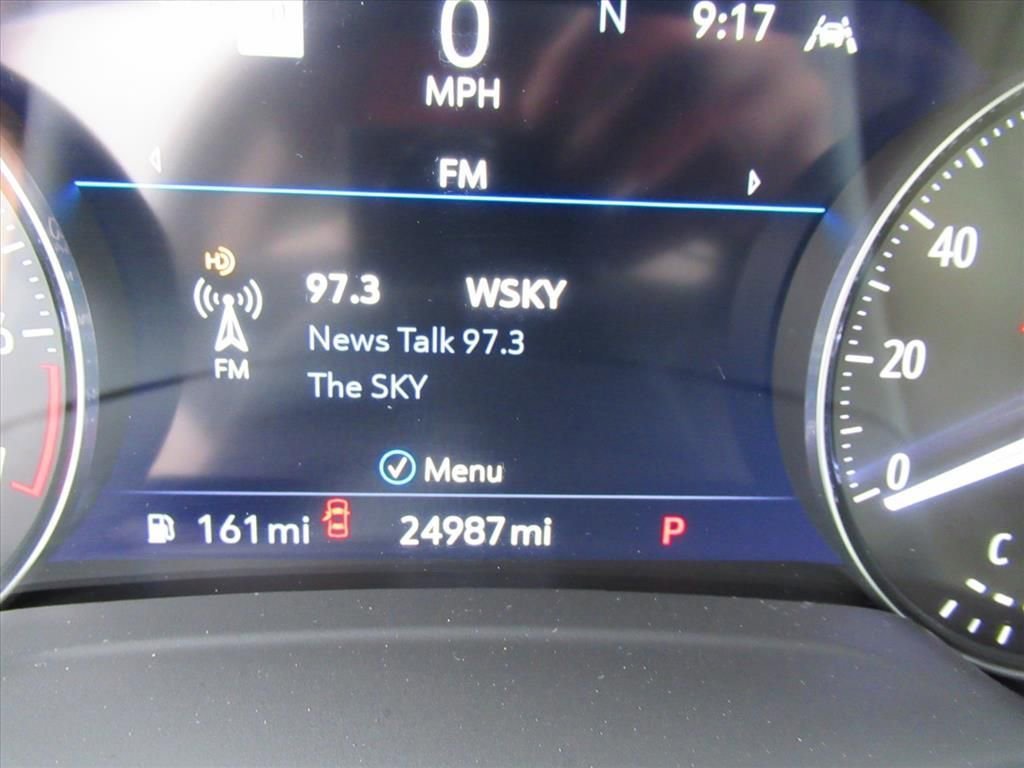 0
N
9:17
MPH
FM
HD
97.3 WSKY
News Talk 97.3
FM
The SKY
Menu
161 mi
24987 mi
P
40
20
0
C